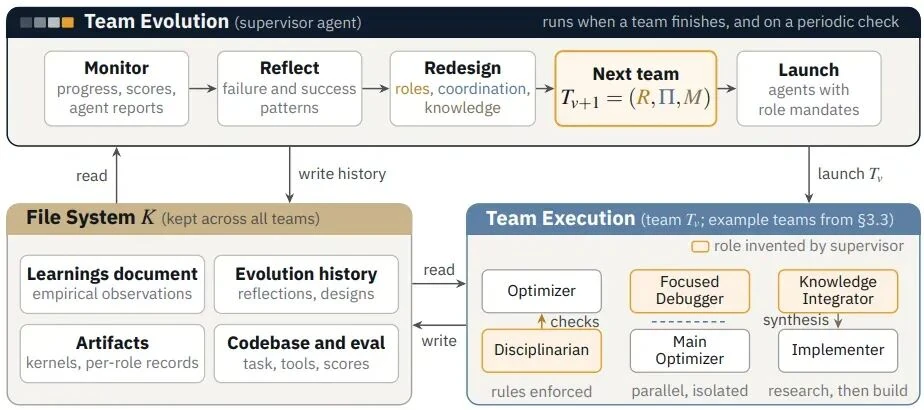 Team Evolution (supervisor agent)
runs when a team finishes, and on a periodic check
Monitor
progress, scores,
agent reports
Reflect
failure and success
patterns
Redesign
roles, coordination,
knowledge
Next team
Tᵥ₊₁ = (R, Π, M)
Launch
agents with
role mandates
read
write history
launch Tᵥ
File System K (kept across all teams)
Learnings document
empirical observations
Evolution history
reflections, designs
Artifacts
kernels, per-role records
Codebase and eval
task, tools, scores
read
write
Team Execution (team Tᵥ; example teams from §3.3)
role invented by supervisor
Optimizer
checks
Disciplinarian
rules enforced
Focused
Debugger
Main
Optimizer
parallel, isolated
Knowledge
Integrator
synthesis
Implementer
research, then build